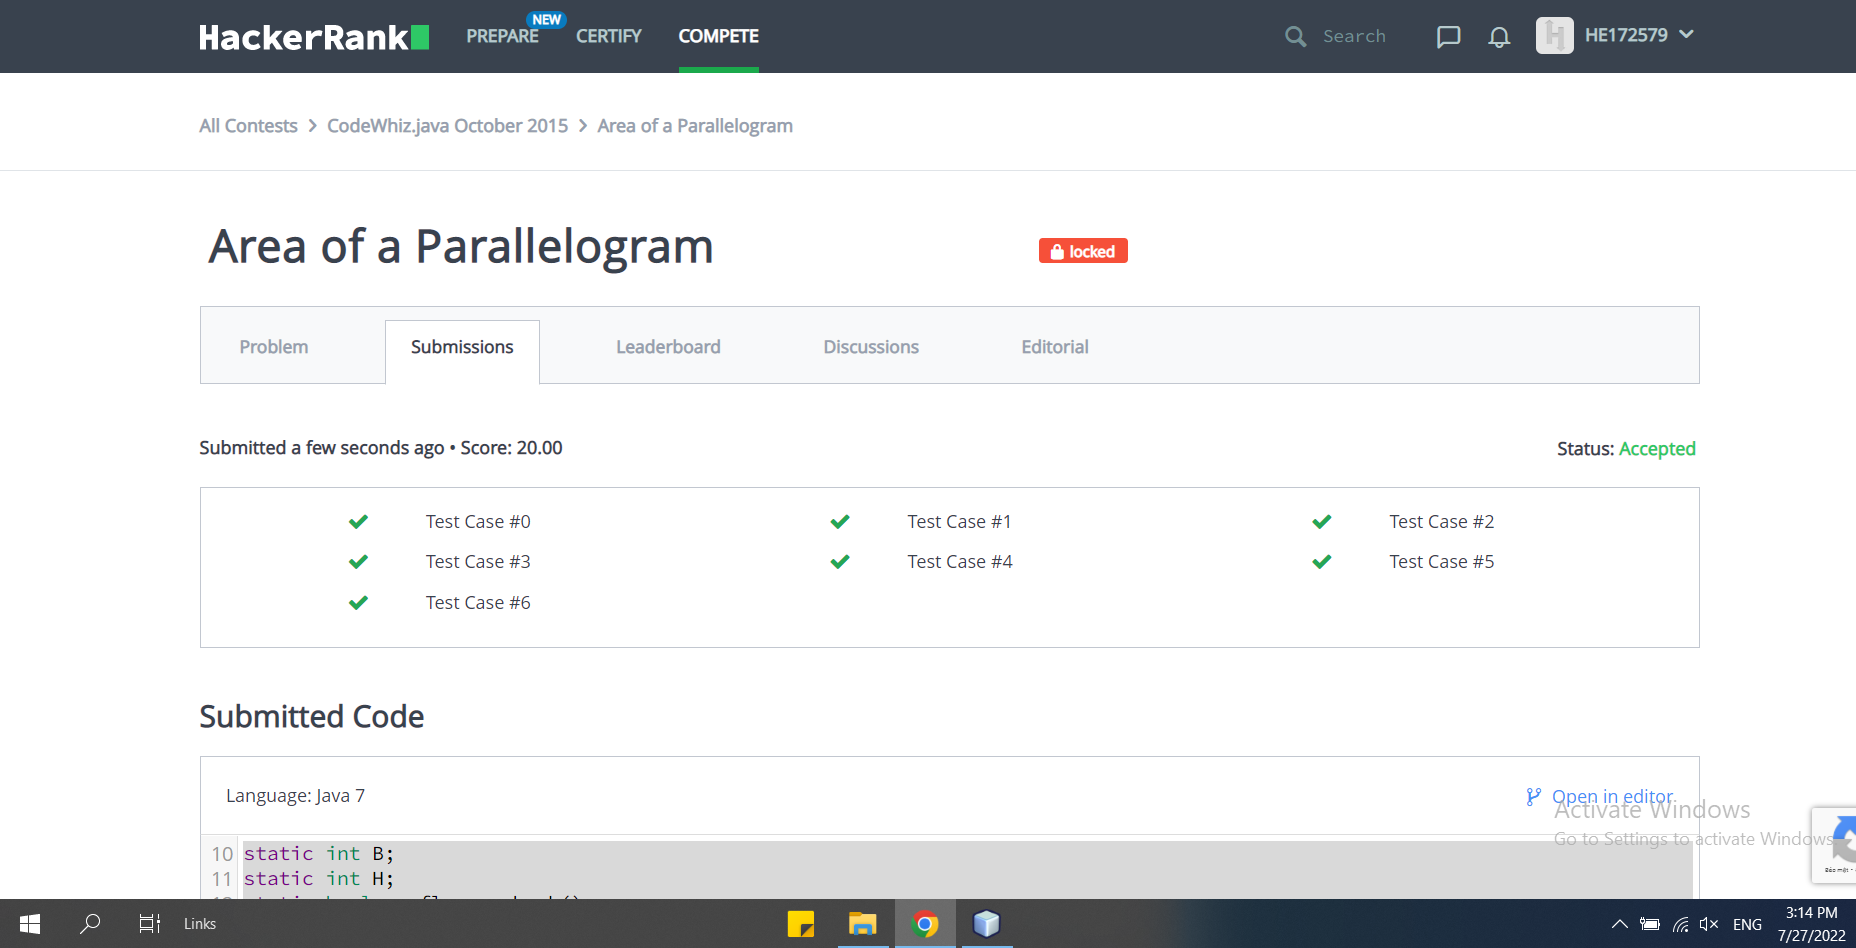 HackerRank PREPARE NEW CERTIFY COMPETE Search HE172579
All Contests > CodeWhiz.java October 2015 > Area of a Parallelogram
Area of a Parallelogram locked
Problem Submissions Leaderboard Discussions Editorial
Submitted a few seconds ago • Score: 20.00 Status: Accepted
Test Case #0 Test Case #1 Test Case #2
Test Case #3 Test Case #4 Test Case #5
Test Case #6
Submitted Code
Language: Java 7 Open in editor
Activate Windows
Go to Settings to activate Windows
10 static int B;
11 static int H;
Links ENG 3:14 PM
7/27/2022